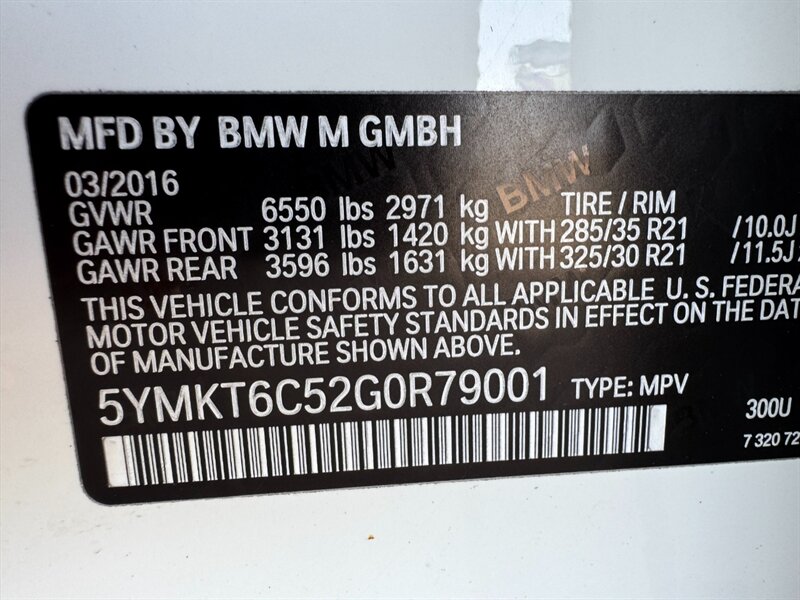 MFD BY BMW M GMBH
03/2016
BMW
GVWR 6550 lbs 2971 kg TIRE / RIM
GAWR FRONT 3131 lbs 1420 kg WITH 285/35 R21 /10.0J
GAWR REAR 3596 lbs 1631 kg WITH 325/30 R21 /11.5J
THIS VEHICLE CONFORMS TO ALL APPLICABLE U. S. FEDERA
MOTOR VEHICLE SAFETY STANDARDS IN EFFECT ON THE DAT
OF MANUFACTURE SHOWN ABOVE.
5YMKT6C52G0R79001 TYPE: MPV
300U
7 320 72